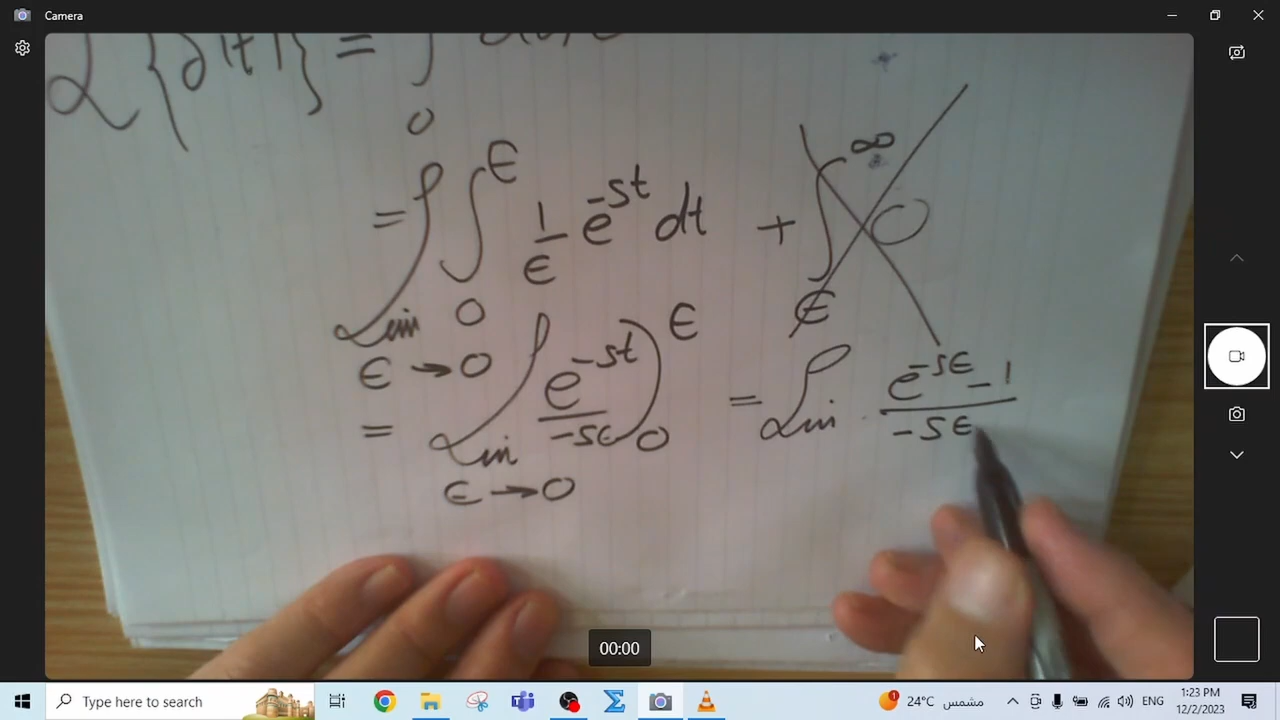 Camera
ℒ{δ(t)} = ∫₀
= Lim ε→0 ∫₀^ε 1/ε e^-st dt + ∫_ε^∞ 0
= Lim ε→0 e^-st/-sε )₀^ε = Lim e^-sε - 1 / -sε
00:00
Type here to search
1
24°C مشمس
ENG
1:23 PM
12/2/2023